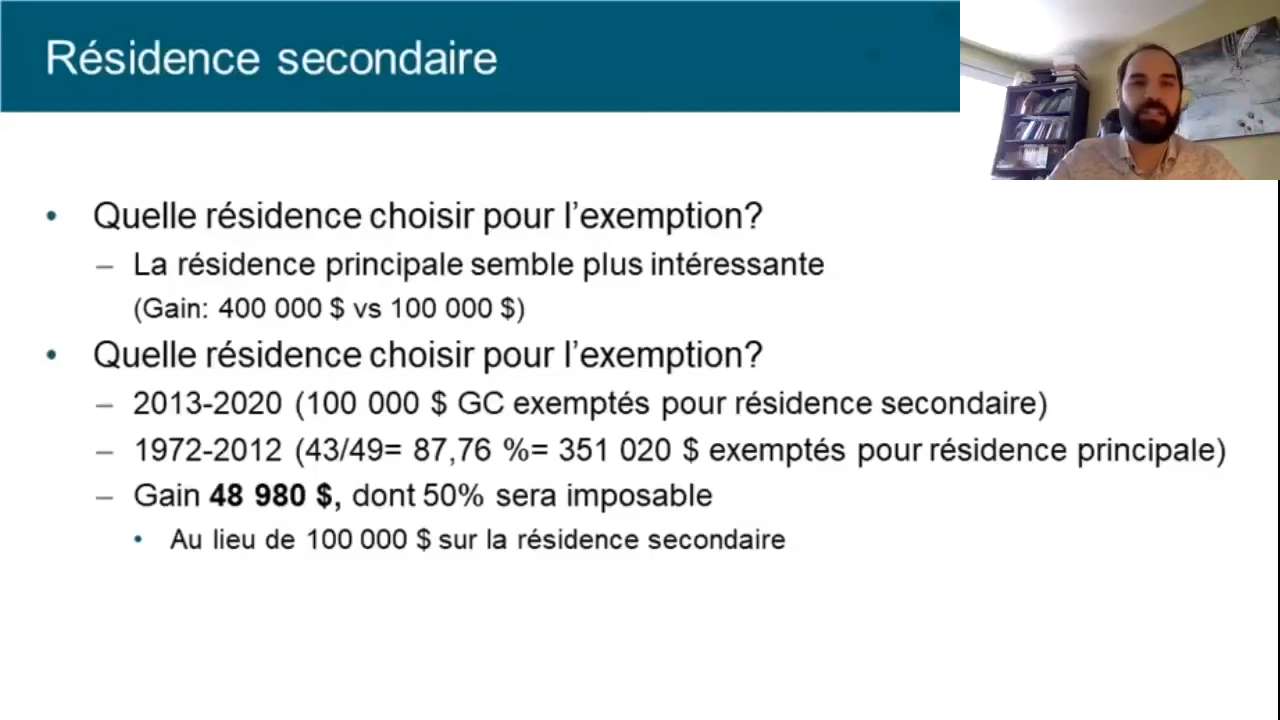 Résidence secondaire
• Quelle résidence choisir pour l'exemption?
– La résidence principale semble plus intéressante
(Gain: 400 000 $ vs 100 000 $)
• Quelle résidence choisir pour l'exemption?
– 2013-2020 (100 000 $ GC exemptés pour résidence secondaire)
– 1972-2012 (43/49= 87,76 %= 351 020 $ exemptés pour résidence principale)
– Gain 48 980 $, dont 50% sera imposable
• Au lieu de 100 000 $ sur la résidence secondaire